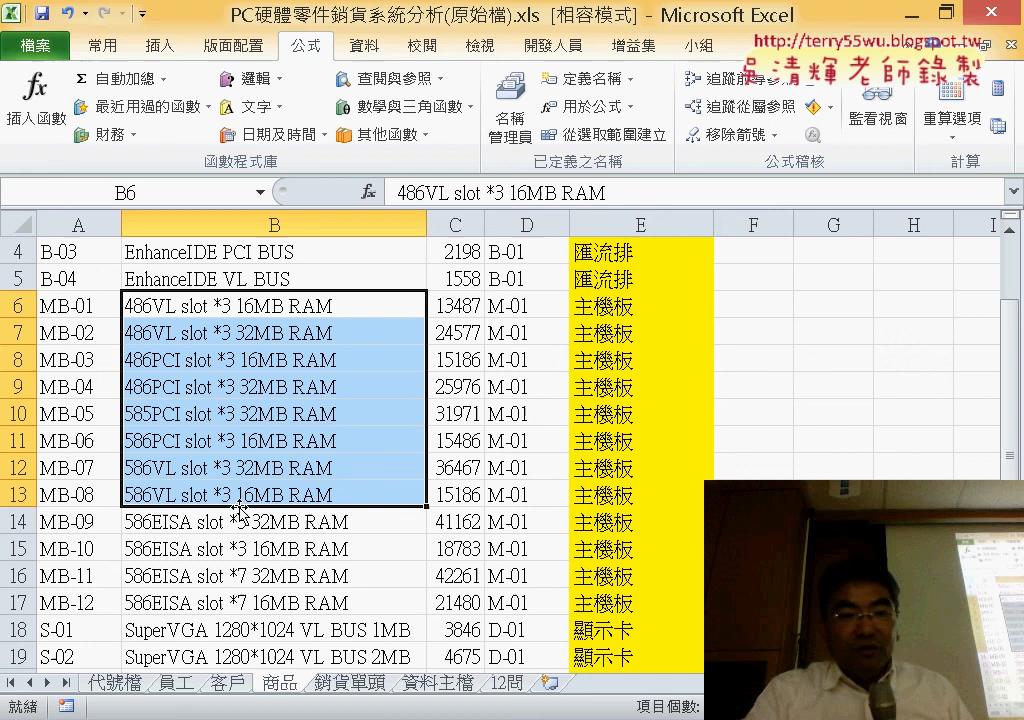 PC硬體零件銷貨系統分析(原始檔).xls [相容模式] - Microsoft Excel
檔案 常用 插入 版面配置 公式 資料 校閱 檢視 開發人員 增益集 小組
http://terry55wu.blogspot.tw
吳清輝老師錄製
fx Σ 自動加總 邏輯 查閱與參照 定義名稱
插入函數 最近用過的函數 文字 數學與三角函數 名稱管理員 用於公式 追蹤從屬參照 監看視窗 重算選項
財務 日期及時間 其他函數 從選取範圍建立 移除箭號
函數程式庫 已定義之名稱 公式稽核 計算
B6 fx 486VL slot *3 16MB RAM
A B C D E F G H I
4 B-03 EnhanceIDE PCI BUS 2198 B-01 匯流排
5 B-04 EnhanceIDE VL BUS 1558 B-01 匯流排
6 MB-01 486VL slot *3 16MB RAM 13487 M-01 主機板
7 MB-02 486VL slot *3 32MB RAM 24577 M-01 主機板
8 MB-03 486PCI slot *3 16MB RAM 15186 M-01 主機板
9 MB-04 486PCI slot *3 32MB RAM 25976 M-01 主機板
10 MB-05 585PCI slot *3 32MB RAM 31971 M-01 主機板
11 MB-06 586PCI slot *3 16MB RAM 15486 M-01 主機板
12 MB-07 586VL slot *3 32MB RAM 36467 M-01 主機板
13 MB-08 586VL slot *3 16MB RAM 15186 M-01 主機板
14 MB-09 586EISA slot 32MB RAM 41162 M-01 主機板
15 MB-10 586EISA slot *3 16MB RAM 18783 M-01 主機板
16 MB-11 586EISA slot *7 32MB RAM 42261 M-01 主機板
17 MB-12 586EISA slot *7 16MB RAM 21480 M-01 主機板
18 S-01 SuperVGA 1280*1024 VL BUS 1MB 3846 D-01 顯示卡
19 S-02 SuperVGA 1280*1024 VL BUS 2MB 4675 D-01 顯示卡
代號檔 員工 客戶 商品 銷貨單頭 資料主檔 12問
就緒 項目個數: